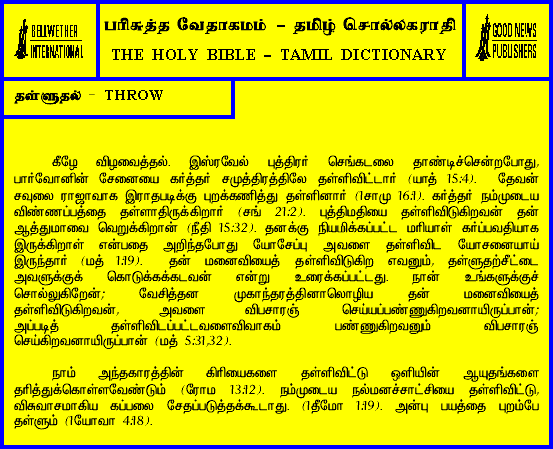 BELLWETHER
INTERNATIONAL
பரிசுத்த வேதாகமம் – தமிழ் சொல்லகராதி
THE HOLY BIBLE – TAMIL DICTIONARY
GOOD NEWS
PUBLISHERS
தள்ளுதல் - THROW
கீழே விழவைத்தல். இஸ்ரவேல் புத்திரர் செங்கடலை தாண்டிச்சென்றபோது,
பார்வோனின் சேனையை கர்த்தர் சமுத்திரத்திலே தள்ளிவிட்டார் (யாத் 15:4). தேவன்
சவுலை ராஜாவாக இராதபடிக்கு புறக்கணித்து தள்ளினார் (1சாமு 16:1). கர்த்தர் நம்முடைய
விண்ணப்பத்தை தள்ளாதிருக்கிறார் (சங் 21:2). புத்திமதியை தள்ளிவிடுகிறவன் தன்
ஆத்துமாவை வெறுக்கிறான் (நீதி 15:32). தனக்கு நியமிக்கப்பட்ட மரியாள் கர்ப்பவதியாக
இருக்கிறாள் என்பதை அறிந்தபோது யோசேப்பு அவளை தள்ளிவிட யோசனையாய்
இருந்தார் (மத் 1:19). தன் மனைவியைத் தள்ளிவிடுகிற எவனும், தள்ளுதற்சீட்டை
அவளுக்குக் கொடுக்கக்கடவன் என்று உரைக்கப்பட்டது. நான் உங்களுக்குச்
சொல்லுகிறேன்; வேசித்தன முகாந்தரத்தினாலொழிய தன் மனைவியைத்
தள்ளிவிடுகிறவன், அவளை விபசாரஞ் செய்யப்பண்ணுகிறவனாயிருப்பான்;
அப்படித் தள்ளிவிடப்பட்டவளைவிவாகம் பண்ணுகிறவனும் விபசாரஞ்
செய்கிறவனாயிருப்பான் (மத் 5:31,32).
நாம் அந்தகாரத்தின் கிரியைகளை தள்ளிவிட்டு ஒளியின் ஆயுதங்களை
தரித்துக்கொள்ளவேண்டும் (ரோம 13:12). நம்முடைய நல்மனச்சாட்சியை தள்ளிவிட்டு,
விசுவாசமாகிய கப்பலை சேதப்படுத்தக்கூடாது. (1தீமோ 1:19). அன்பு பயத்தை புறம்பே
தள்ளும் (1யோவா 4:18).